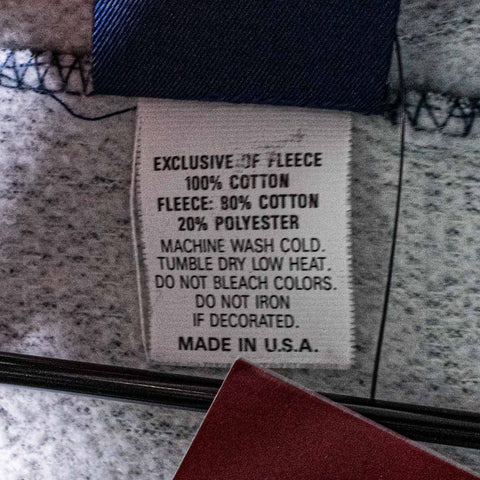 EXCLUSIVE OF FLEECE
100% COTTON
FLEECE: 80% COTTON
20% POLYESTER
MACHINE WASH COLD.
TUMBLE DRY LOW HEAT.
DO NOT BLEACH COLORS.
DO NOT IRON
IF DECORATED.
MADE IN U.S.A.